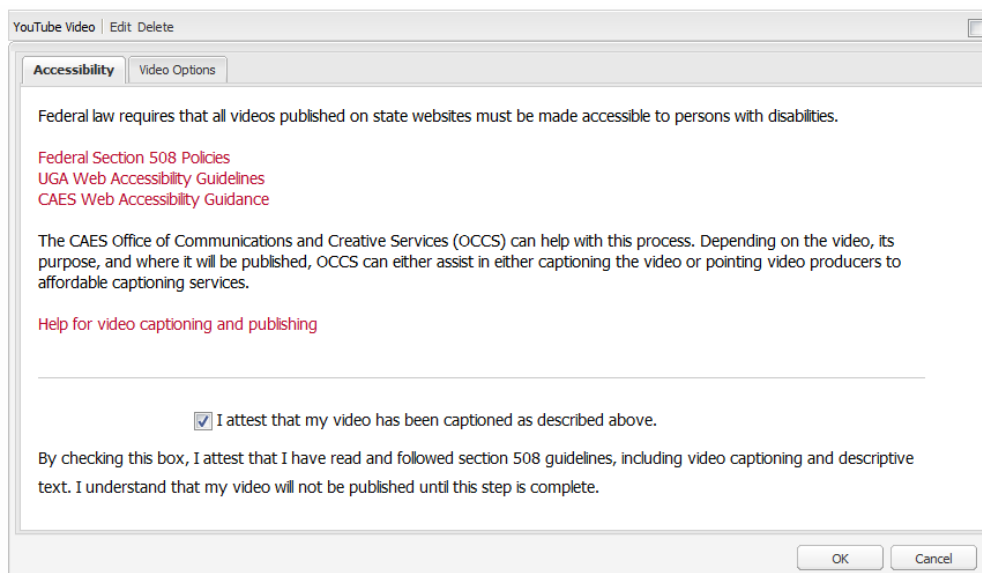 YouTube Video | Edit Delete
Accessibility Video Options
Federal law requires that all videos published on state websites must be made accessible to persons with disabilities.
Federal Section 508 Policies
UGA Web Accessibility Guidelines
CAES Web Accessibility Guidance
The CAES Office of Communications and Creative Services (OCCS) can help with this process. Depending on the video, its
purpose, and where it will be published, OCCS can either assist in either captioning the video or pointing video producers to
affordable captioning services.
Help for video captioning and publishing
I attest that my video has been captioned as described above.
By checking this box, I attest that I have read and followed section 508 guidelines, including video captioning and descriptive
text. I understand that my video will not be published until this step is complete.
OK Cancel